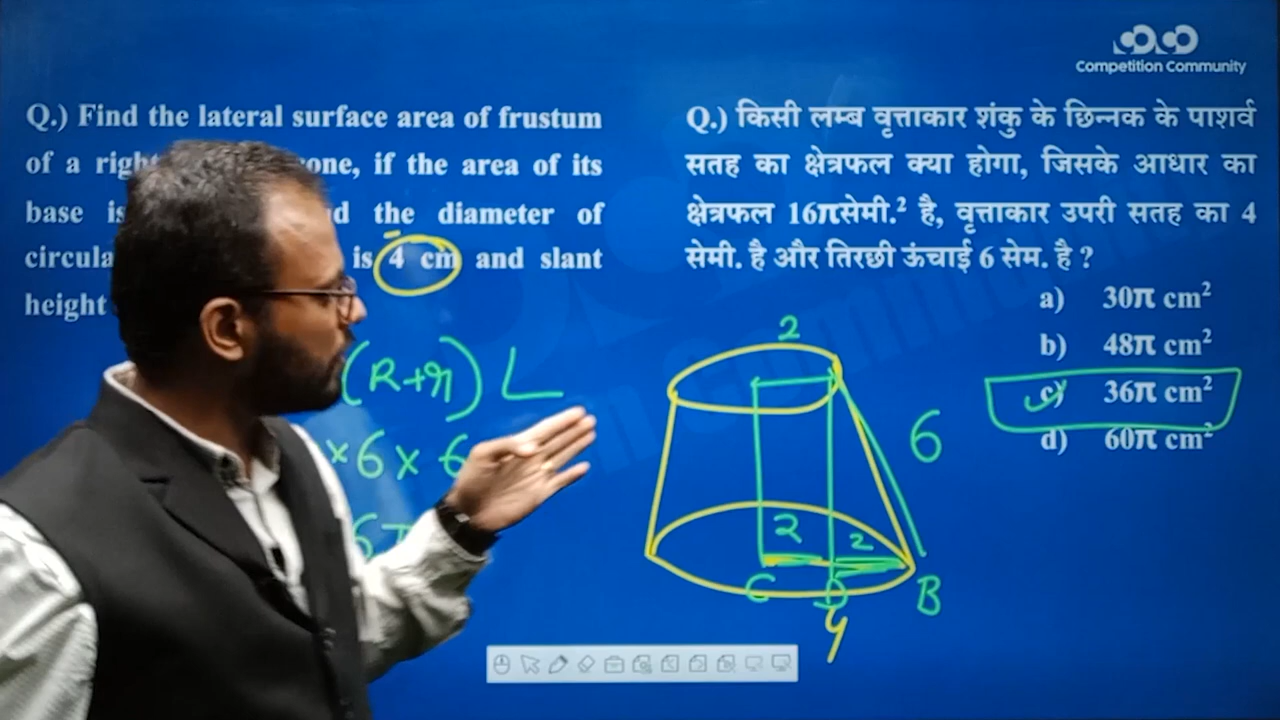 Competition Community
Q.) Find the lateral surface area of frustum
of a cone, if the area of its
base is the diameter of
is 4 cm and slant
height
(R+r) L
×6×6
Q.) किसी लम्ब वृत्ताकार शंकु के छिन्नक के पाशर्व
सतह का क्षेत्रफल क्या होगा, जिसके आधार का
क्षेत्रफल 16πसेमी.² है, वृत्ताकार उपरी सतह का 4
सेमी. है और तिरछी ऊंचाई 6 सेम. है ?
a) 30π cm²
b) 48π cm²
c) 36π cm²
d) 60π cm²
2
6
2
2
C D B
4